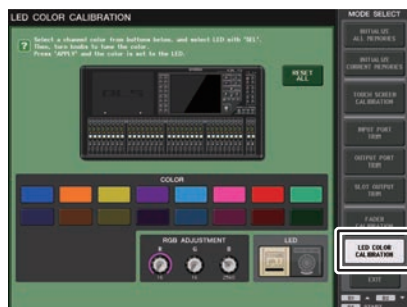 LED COLOR CALIBRATION
Select a channel color from buttons below, and select LED with "SEL".
Then, turn knobs to tune the color.
Press "APPLY" and the color is set to the LED.
RESET
ALL
COLOR
RGB ADJUSTMENT
R
G
B
LED
MODE SELECT
INITIALIZE
ALL MEMORIES
INITIALIZE
CURRENT MEMORIES
TOUCH SCREEN
CALIBRATION
INPUT PORT
TRIM
OUTPUT PORT
TRIM
SLOT OUTPUT
TRIM
FADER
CALIBRATION
LED COLOR
CALIBRATION
EXIT